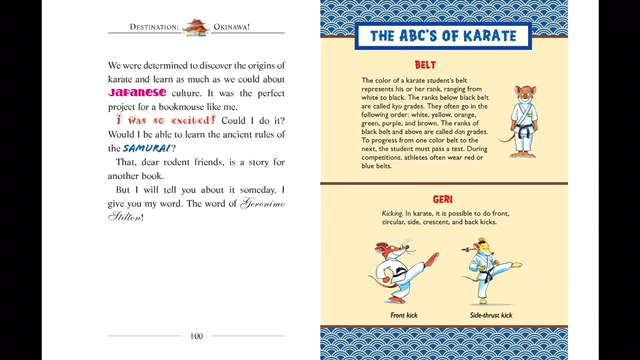 DESTINATION: OKINAWA!
We were determined to discover the origins of
karate and learn as much as we could about
JAPANESE culture. It was the perfect
project for a bookmouse like me.
I was so excited! Could I do it?
Would I be able to learn the ancient rules of
the SAMURAI?
That, dear rodent friends, is a story for
another book.
But I will tell you about it someday. I
give you my word. The word of Geronimo
Stilton!
100
THE ABC'S OF KARATE
BELT
The color of a karate student's belt
represents his or her rank, ranging from
white to black. The ranks below black belt
are called kyu grades. They often go in the
following order: white, yellow, orange,
green, purple, and brown. The ranks of
black belt and above are called dan grades.
To progress from one color belt to the
next, the student must pass a test. During
competitions, athletes often wear red or
blue belts.
GERI
Kicking. In karate, it is possible to do front,
circular, side, crescent, and back kicks.
Front kick
Side-thrust kick